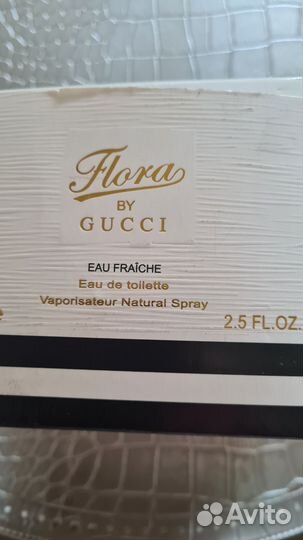 Flora
BY
GUCCI
EAU FRAÎCHE
Eau de toilette
Vaporisateur Natural Spray
2.5 FL.OZ.
Avito